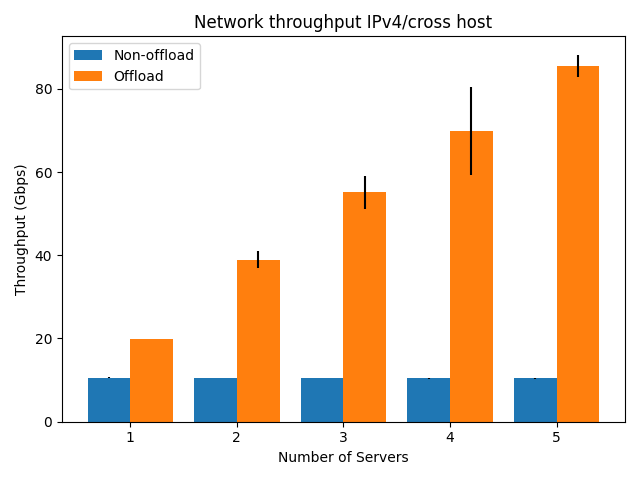 Network throughput IPv4/cross host
Non-offload
Offload
Throughput (Gbps)
80
60
40
20
0
1 2 3 4 5
Number of Servers